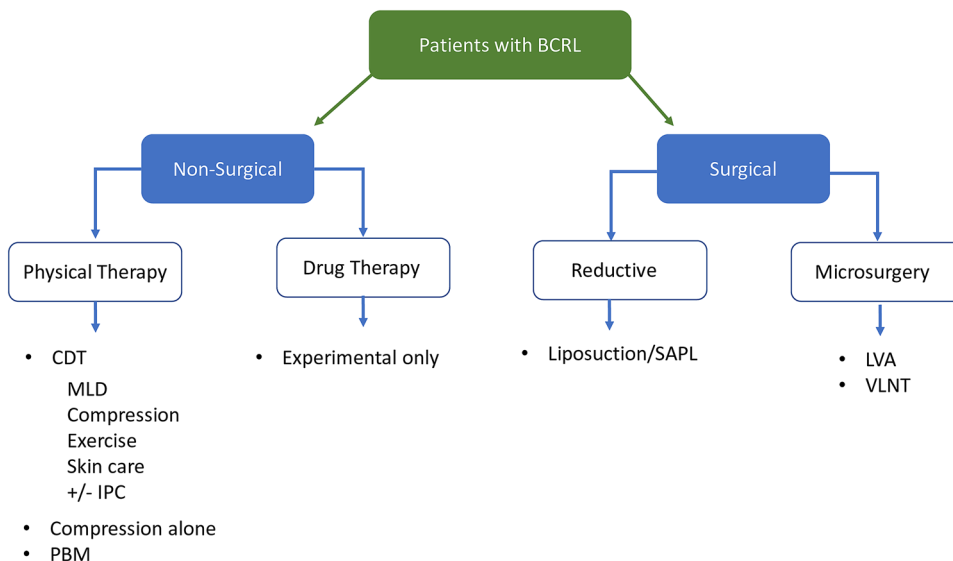 Patients with BCRL
Non-Surgical
Surgical
Physical Therapy
Drug Therapy
Reductive
Microsurgery
• CDT
MLD
Compression
Exercise
Skin care
+/- IPC
• Compression alone
• PBM
• Experimental only
• Liposuction/SAPL
• LVA
• VLNT